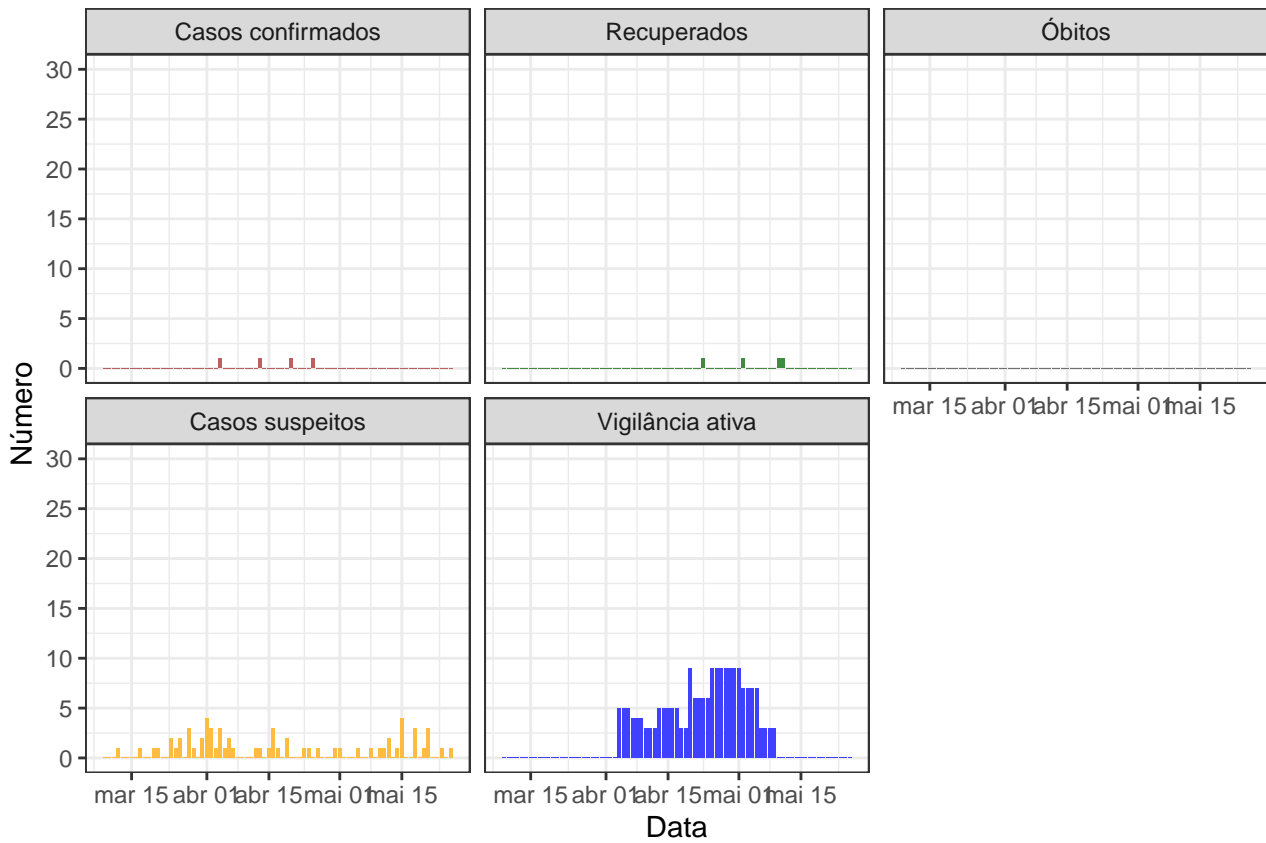 Casos confirmados
Recuperados
Óbitos
30
25
20
15
10
5
0
mar 15 abr 01 abr 15 mai 01 mai 15
Número
Casos suspeitos
Vigilância ativa
30
25
20
15
10
5
0
mar 15 abr 01 abr 15 mai 01 mai 15
mar 15 abr 01 abr 15 mai 01 mai 15
Data